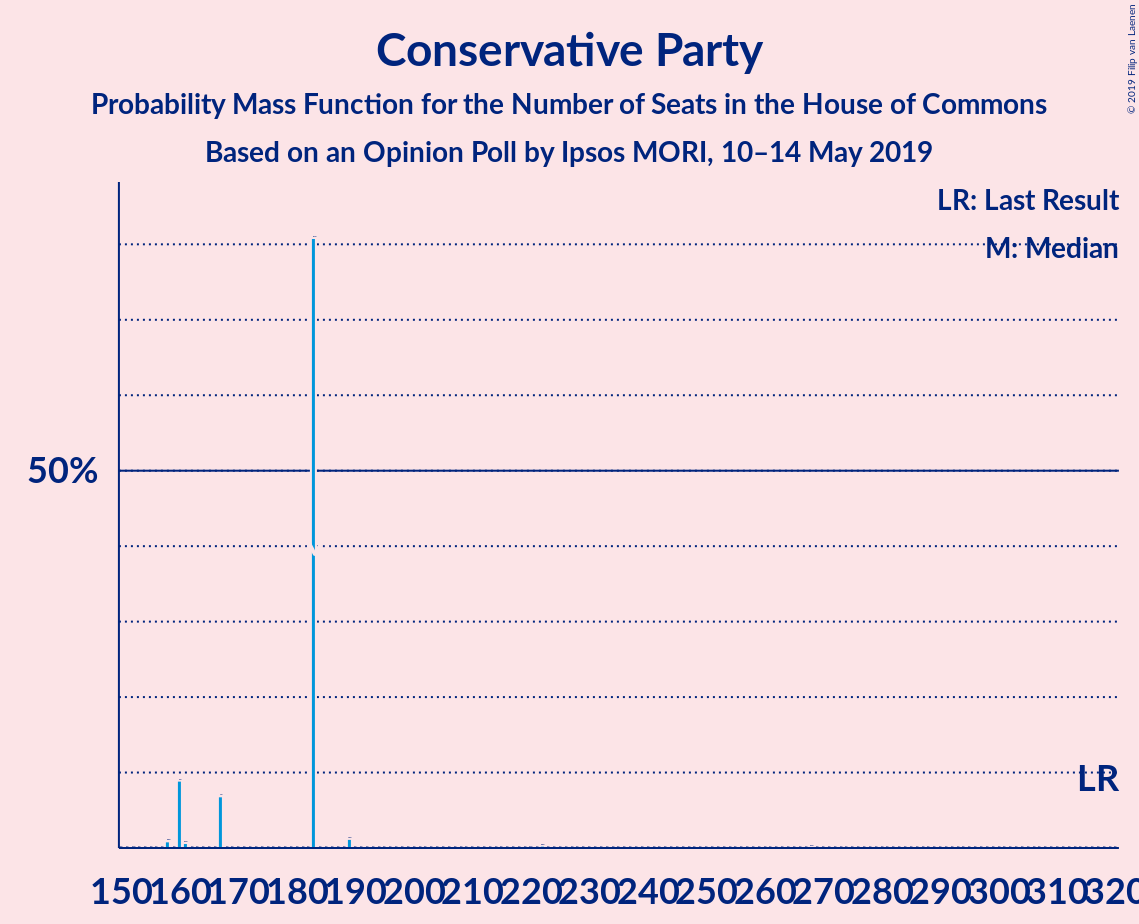 Conservative Party
Probability Mass Function for the Number of Seats in the House of Commons
Based on an Opinion Poll by Ipsos MORI, 10–14 May 2019
© 2019 Filip van Laenen
LR: Last Result
M: Median
50%
LR
150 160 170 180 190 200 210 220 230 240 250 260 270 280 290 300 310 320